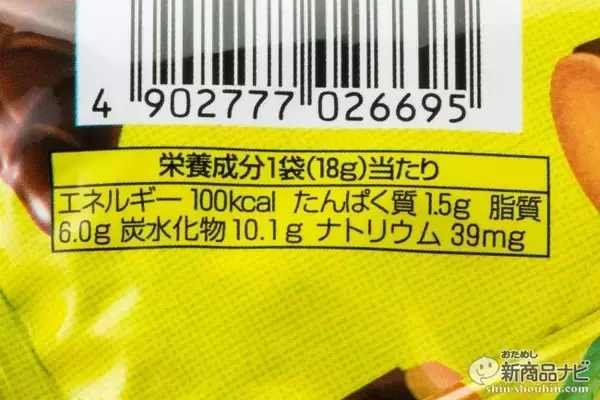 4 902777 026695
栄養成分1袋(18g)当たり
エネルギー 100kcal たんぱく質 1.5g 脂質
6.0g 炭水化物 10.1g ナトリウム 39mg
おためし
新商品ナビ
shin-shouhin.com